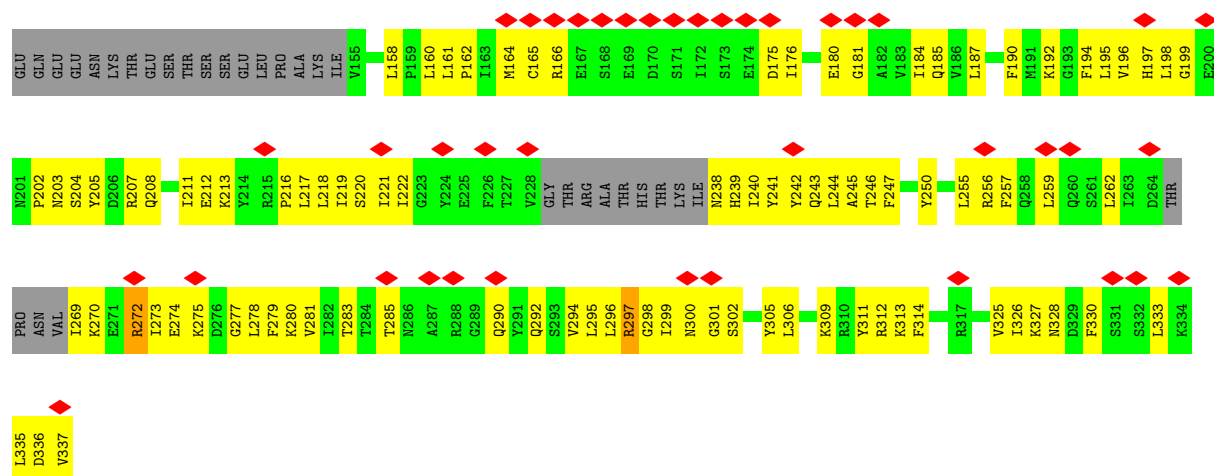 GLU GLN GLU GLU ASN LYS THR GLU SER THR SER SER GLU LEU PRO ALA LYS ILE V155 L158 P159 L160 L161 P162 I163 M164 C165 R166 E167 S168 E169 D170 S171 I172 S173 E174 D175 I176 E180 G181 A182 V183 I184 Q185 V186 L187 F190 M191 K192 G193 F194 L195 V196 H197 L198 G199 E200
N201 P202 N203 S204 Y205 D206 R207 Q208 I211 E212 K213 Y214 R215 P216 L217 L218 I219 S220 I221 I222 G223 Y224 E225 F226 T227 V228 GLY THR ARG ALA THR HIS THR LYS ILE N238 H239 I240 Y241 Y242 Q243 L244 A245 T246 F247 Y250 L255 R256 F257 Q258 L259 Q260 S261 L262 I263 D264 THR
PRO ASN VAL I269 K270 E271 R272 I273 E274 K275 D276 G277 L278 F279 K280 V281 I282 T283 T284 T285 N286 A287 R288 G289 Q290 Y291 Q292 S293 V294 L295 L296 R297 G298 I299 N300 G301 S302 Y305 L306 K309 R310 Y311 R312 K313 F314 R317 V325 I326 K327 N328 D329 F330 S331 S332 L333 K334
L335 D336 V337